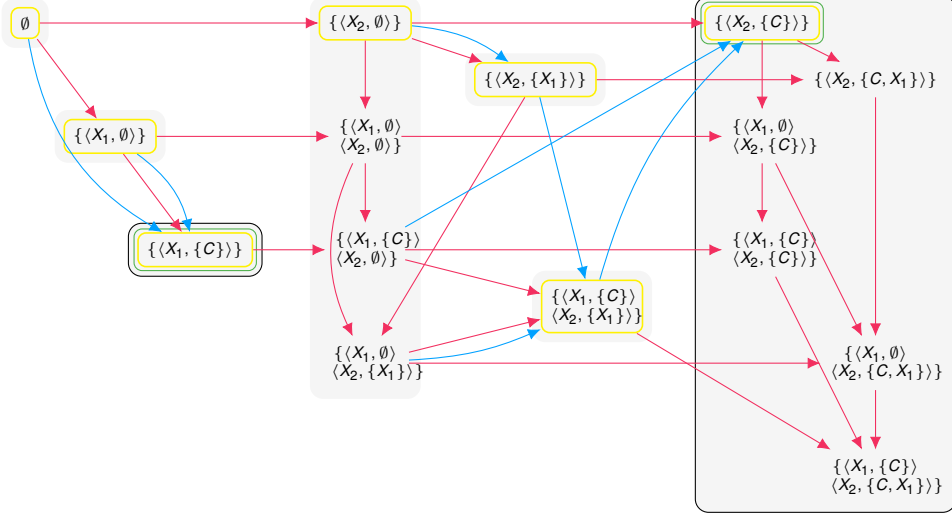 ∅
{⟨X₂, ∅⟩}
{⟨X₂, {C}⟩}
{⟨X₂, {X₁}⟩}
{⟨X₂, {C, X₁}⟩}
{⟨X₁, ∅⟩}
{⟨X₁, ∅⟩
⟨X₂, ∅⟩}
{⟨X₁, ∅⟩
⟨X₂, {C}⟩}
{⟨X₁, {C}⟩}
{⟨X₁, {C}⟩
⟨X₂, ∅⟩}
{⟨X₁, {C}⟩
⟨X₂, {C}⟩}
{⟨X₁, {C}⟩
⟨X₂, {X₁}⟩}
{⟨X₁, ∅⟩
⟨X₂, {X₁}⟩}
{⟨X₁, ∅⟩
⟨X₂, {C, X₁}⟩}
{⟨X₁, {C}⟩
⟨X₂, {C, X₁}⟩}